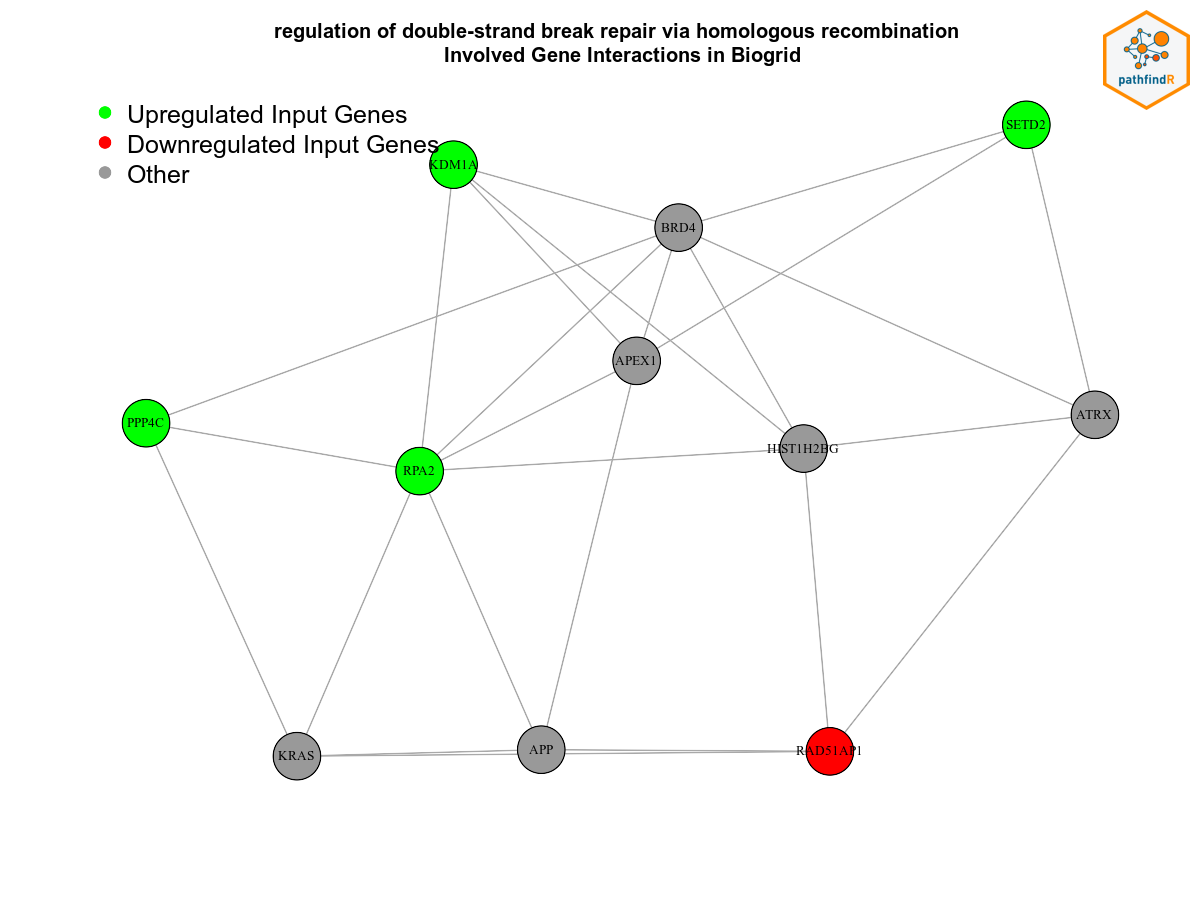 regulation of double-strand break repair via homologous recombination
Involved Gene Interactions in Biogrid
pathfindR
Upregulated Input Genes
Downregulated Input Genes
Other
SETD2
KDM1A
BRD4
APEX1
ATRX
PPP4C
HIST1H2BG
RPA2
KRAS
APP
RAD51AP1